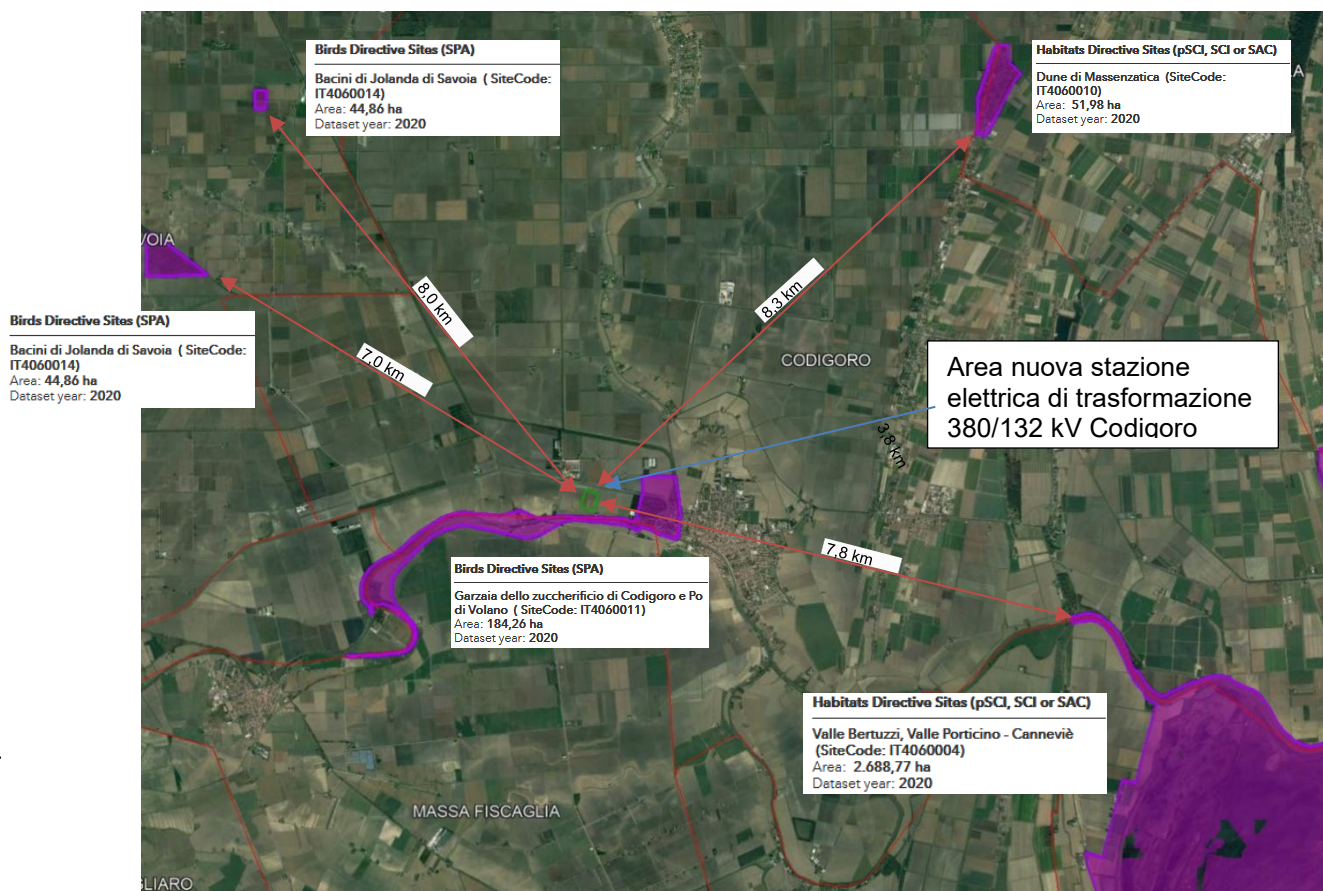 Birds Directive Sites (SPA)
Bacini di Jolanda di Savoia ( SiteCode:
IT4060014)
Area: 44,86 ha
Dataset year: 2020
Habitats Directive Sites (pSCI, SCI or SAC)
Dune di Massenzatica (SiteCode:
IT4060010)
Area: 51,98 ha
Dataset year: 2020
A
VOIA
8,0 km
8,3 km
Birds Directive Sites (SPA)
Bacini di Jolanda di Savoia ( SiteCode:
IT4060014)
Area: 44,86 ha
Dataset year: 2020
7,0 km
CODIGORO
Area nuova stazione
elettrica di trasformazione
380/132 kV Codigoro
3,8 km
7,8 km
Birds Directive Sites (SPA)
Garzaia dello zuccherificio di Codigoro e Po
di Volano ( SiteCode: IT4060011)
Area: 184,26 ha
Dataset year: 2020
Habitats Directive Sites (pSCI, SCI or SAC)
Valle Bertuzzi, Valle Porticino - Canneviè
(SiteCode: IT4060004)
Area: 2.688,77 ha
Dataset year: 2020
MASSA FISCAGLIA
GLIARO